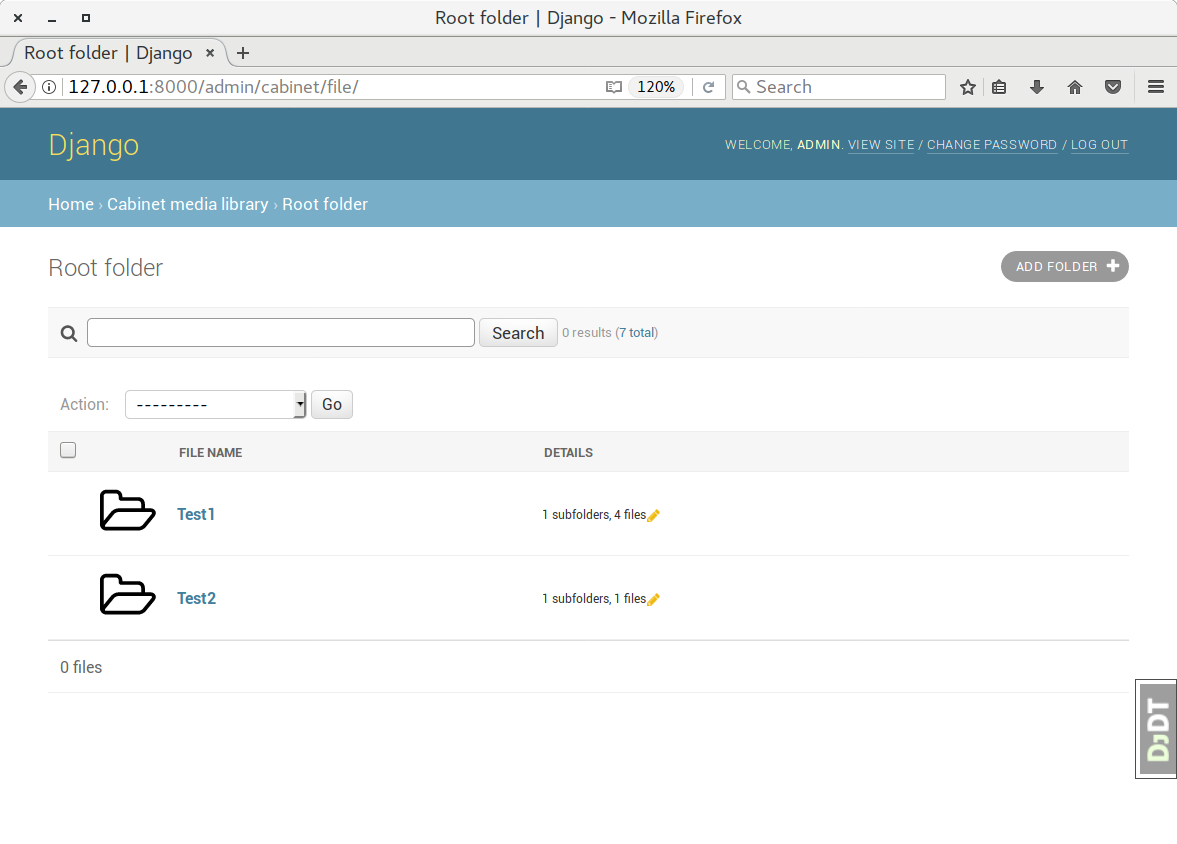 Root folder | Django - Mozilla Firefox
Root folder | Django
127.0.0.1:8000/admin/cabinet/file/ 120% Search
Django WELCOME, ADMIN. VIEW SITE / CHANGE PASSWORD / LOG OUT
Home › Cabinet media library › Root folder
Root folder ADD FOLDER
Search 0 results (7 total)
Action: --------- Go
FILE NAME DETAILS
Test1 1 subfolders, 4 files
Test2 1 subfolders, 1 files
0 files
DjDT